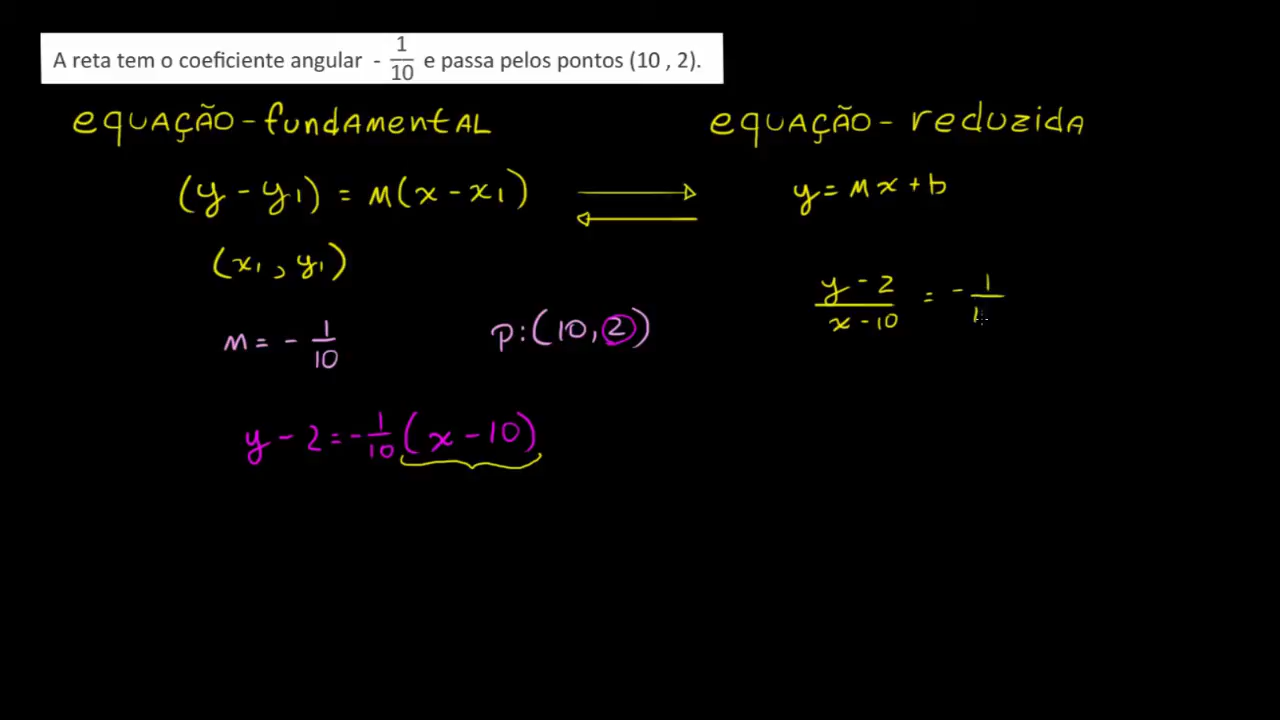 A reta tem o coeficiente angular - 1/10 e passa pelos pontos (10 , 2).
equAção-fundAmentAL
equAção-reduzidA
(y - y1) = m(x - x1)
y = mx + b
(x1, y1)
y - 2 / x - 10 = - 1/1
m = - 1/10
p: (10, 2)
y - 2 = - 1/10 (x - 10)